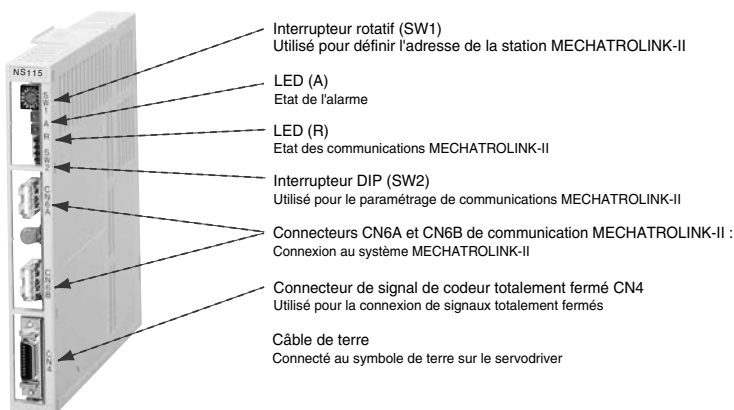 NS115
SW1
A
R
SW2
CN6A
CN6B
CN4
Interrupteur rotatif (SW1)
Utilisé pour définir l'adresse de la station MECHATROLINK-II
LED (A)
Etat de l'alarme
LED (R)
Etat des communications MECHATROLINK-II
Interrupteur DIP (SW2)
Utilisé pour le paramétrage de communications MECHATROLINK-II
Connecteurs CN6A et CN6B de communication MECHATROLINK-II :
Connexion au système MECHATROLINK-II
Connecteur de signal de codeur totalement fermé CN4
Utilisé pour la connexion de signaux totalement fermés
Câble de terre
Connecté au symbole de terre sur le servodriver